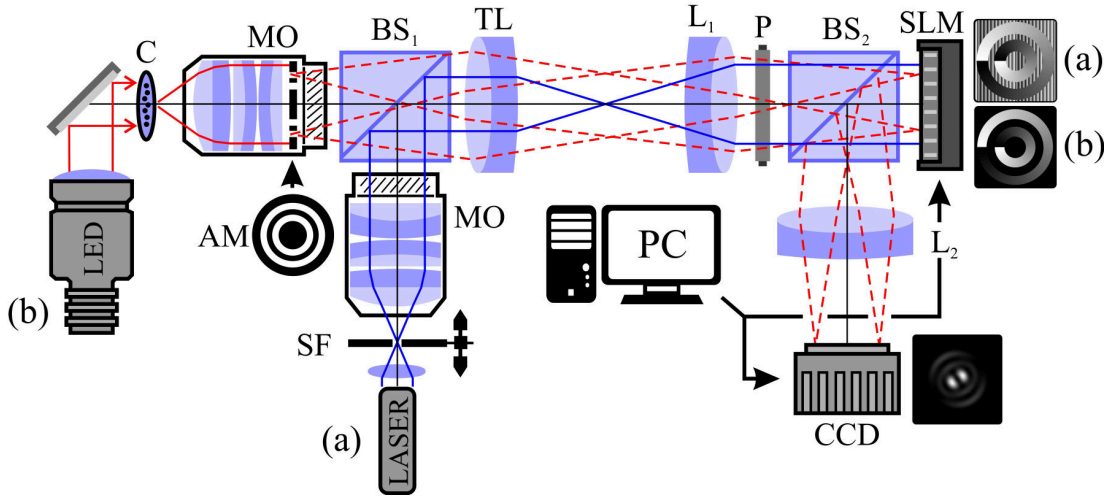 C
MO
BS₁
TL
L₁
P
BS₂
SLM
(a)
(b)
AM
MO
PC
L₂
LED
(b)
SF
(a)
LASER
CCD